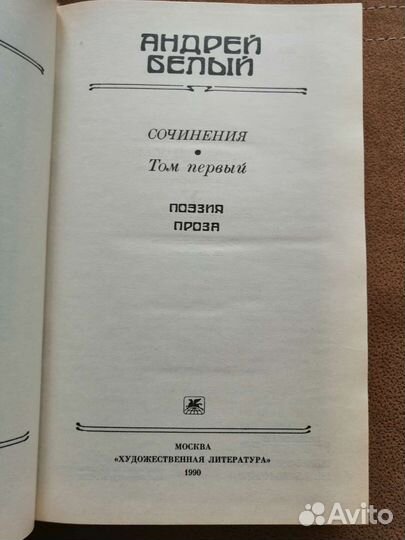 АНДРЕЙ
БЕЛЫЙ
СОЧИНЕНИЯ
Том первый
ПОЭЗИЯ
ПРОЗА
МОСКВА
«ХУДОЖЕСТВЕННАЯ ЛИТЕРАТУРА»
1990
Avito